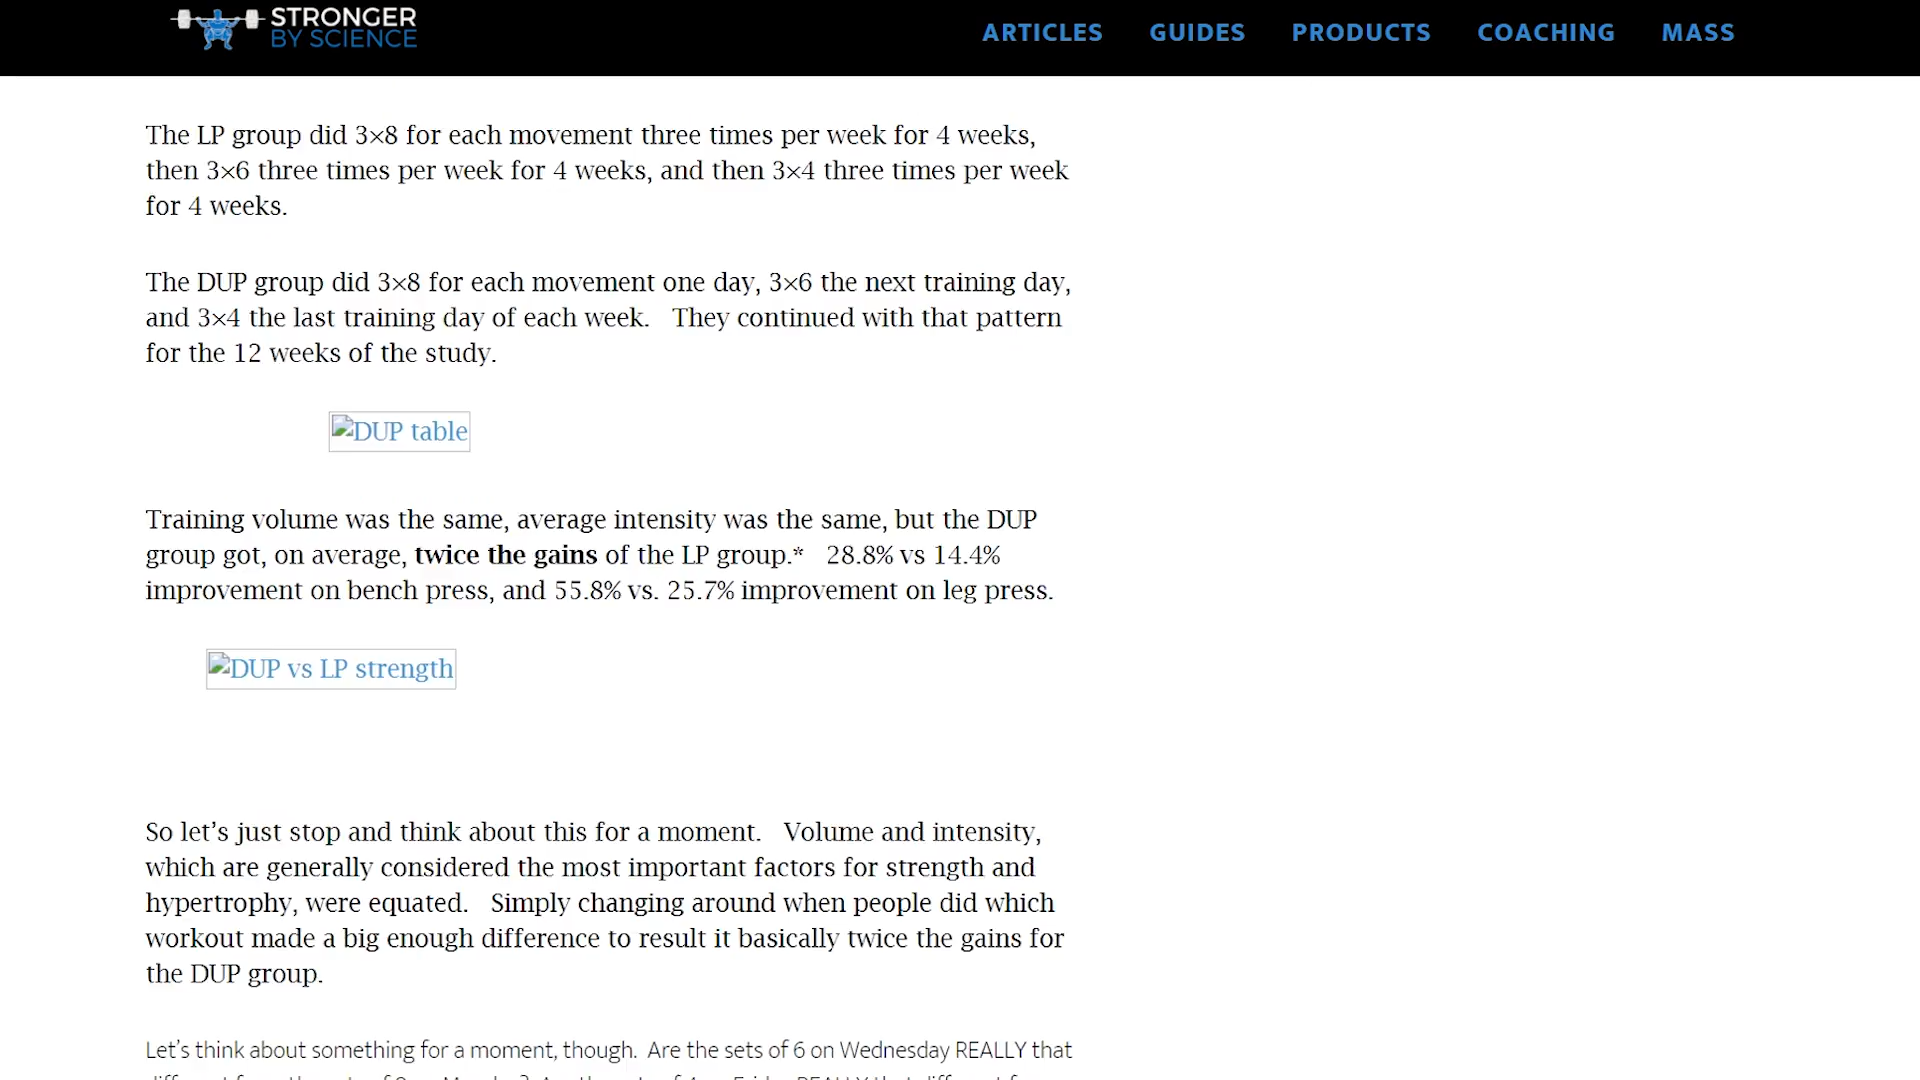 STRONGER
BY SCIENCE
ARTICLES GUIDES PRODUCTS COACHING MASS
The LP group did 3×8 for each movement three times per week for 4 weeks,
then 3×6 three times per week for 4 weeks, and then 3×4 three times per week
for 4 weeks.
The DUP group did 3×8 for each movement one day, 3×6 the next training day,
and 3×4 the last training day of each week. They continued with that pattern
for the 12 weeks of the study.
DUP table
Training volume was the same, average intensity was the same, but the DUP
group got, on average, twice the gains of the LP group.* 28.8% vs 14.4%
improvement on bench press, and 55.8% vs. 25.7% improvement on leg press.
DUP vs LP strength
So let's just stop and think about this for a moment. Volume and intensity,
which are generally considered the most important factors for strength and
hypertrophy, were equated. Simply changing around when people did which
workout made a big enough difference to result it basically twice the gains for
the DUP group.
Let's think about something for a moment, though. Are the sets of 6 on Wednesday REALLY that